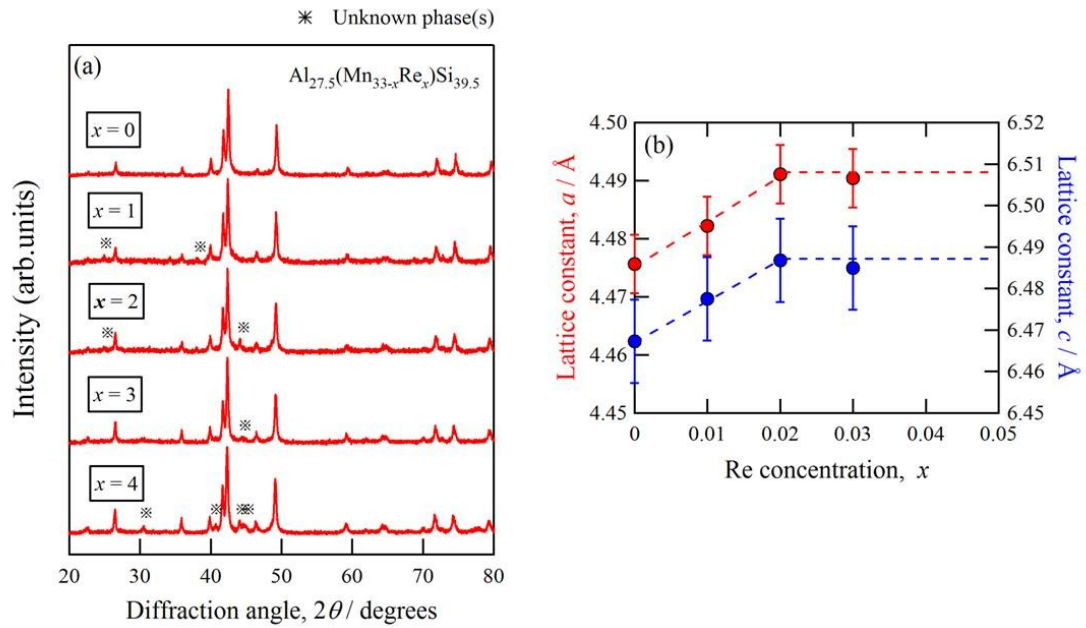 ※ Unknown phase(s)
(a)
Al27.5(Mn33-xRex)Si39.5
x = 0
x = 1
※ ※
x = 2
※ ※
x = 3
※
x = 4
※ ※ ※※
Intensity (arb.units)
20 30 40 50 60 70 80
Diffraction angle, 2θ / degrees
(b)
4.50
4.49
4.48
4.47
4.46
4.45
Lattice constant, a / Å
6.52
6.51
6.50
6.49
6.48
6.47
6.46
6.45
Lattice constant, c / Å
0 0.01 0.02 0.03 0.04 0.05
Re concentration, x